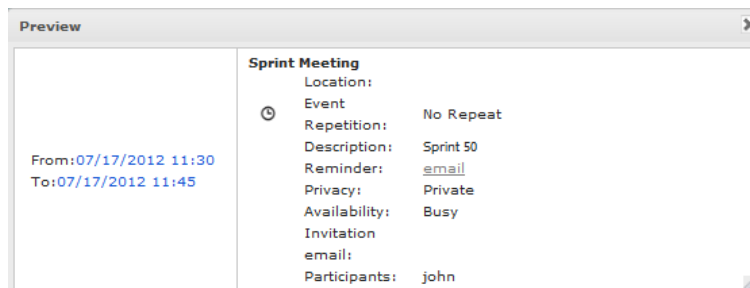 Preview
From:07/17/2012 11:30
To:07/17/2012 11:45
Sprint Meeting
Location:
Event
Repetition: No Repeat
Description: Sprint 50
Reminder: email
Privacy: Private
Availability: Busy
Invitation
email:
Participants: john